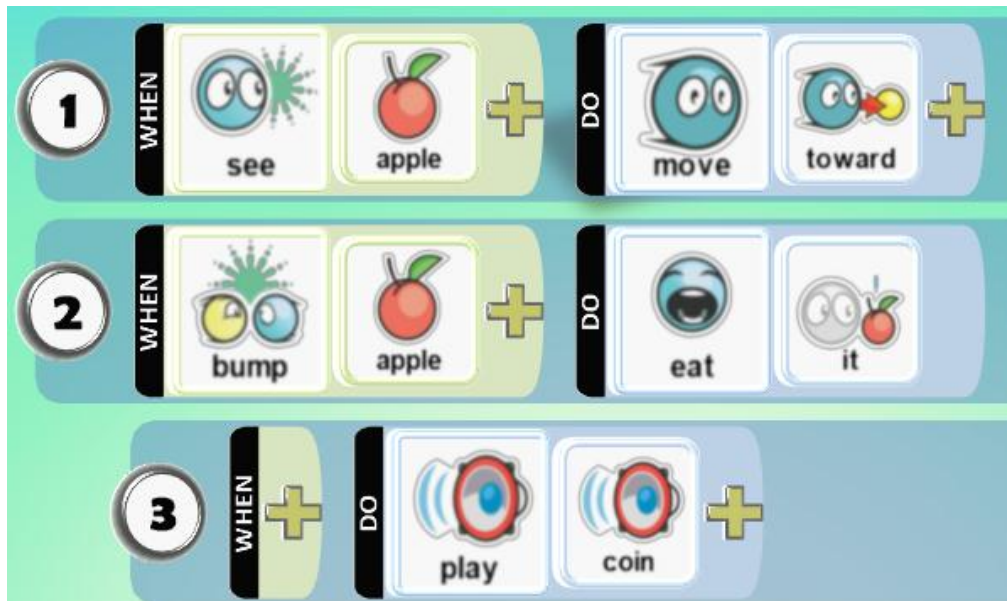 1 WHEN see apple DO move toward
2 WHEN bump apple DO eat it
3 WHEN DO play coin